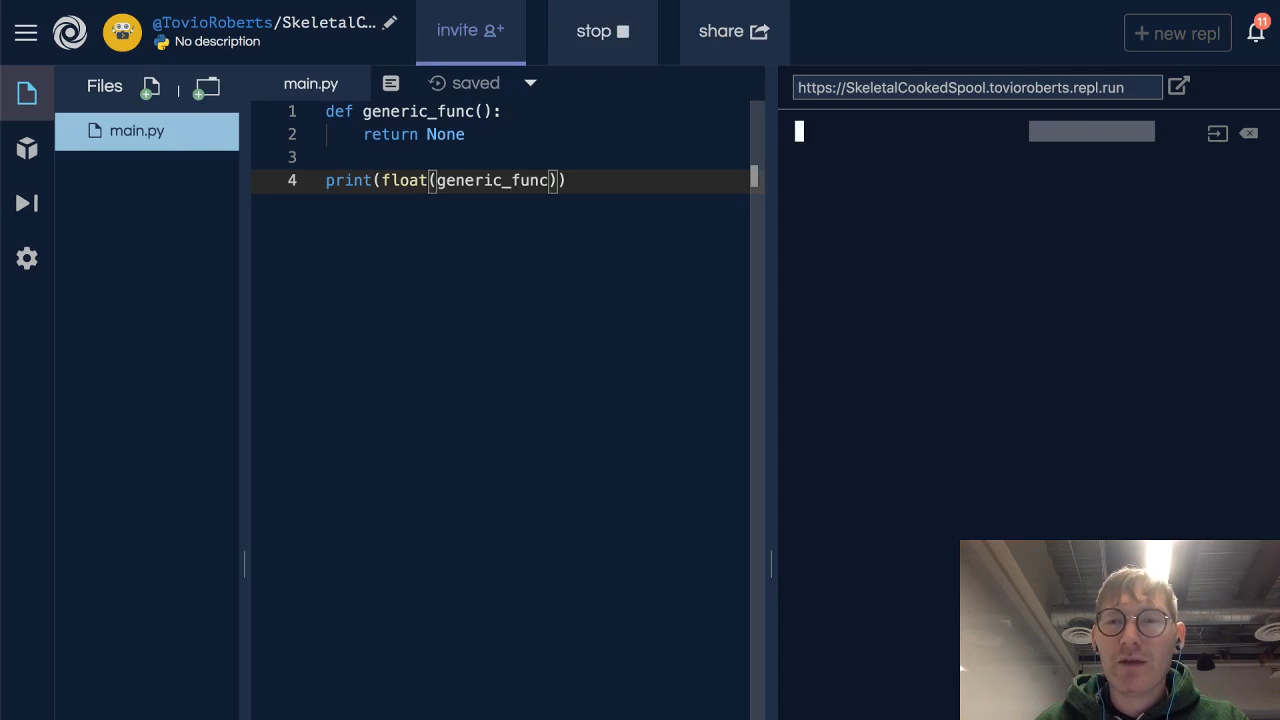 @TovioRoberts/SkeletalC...
No description
invite
stop
share
+ new repl
11
Files
main.py
saved
https://SkeletalCookedSpool.tovioroberts.repl.run
main.py
1 def generic_func():
2 return None
3
4 print(float(generic_func))